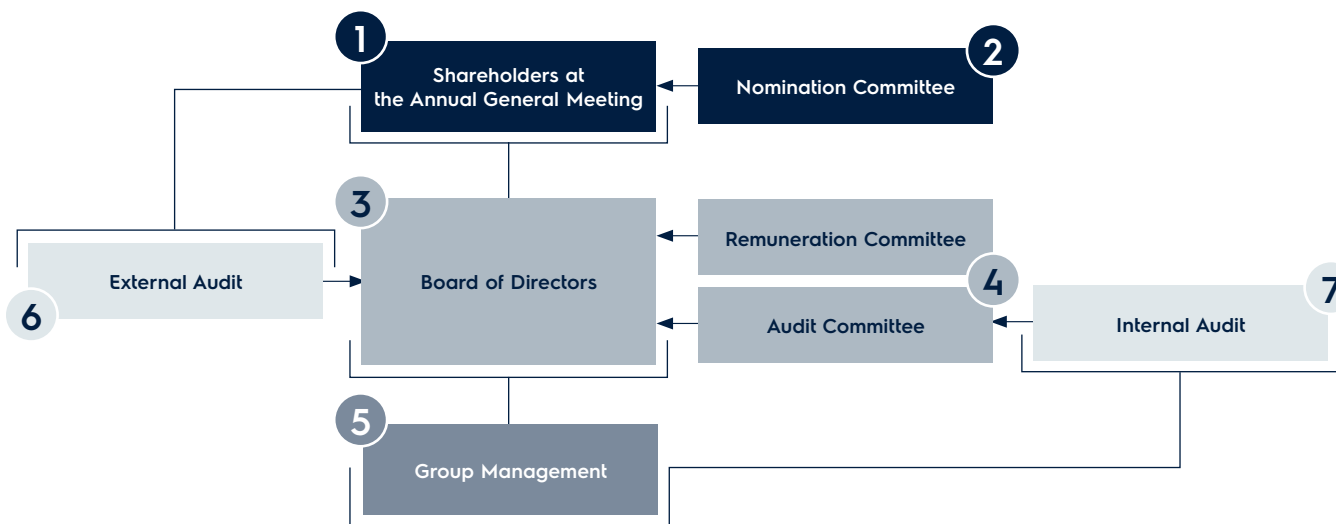 1
Shareholders at
the Annual General Meeting
2
Nomination Committee
3
Board of Directors
Remuneration Committee
4
Audit Committee
External Audit
6
Internal Audit
7
5
Group Management